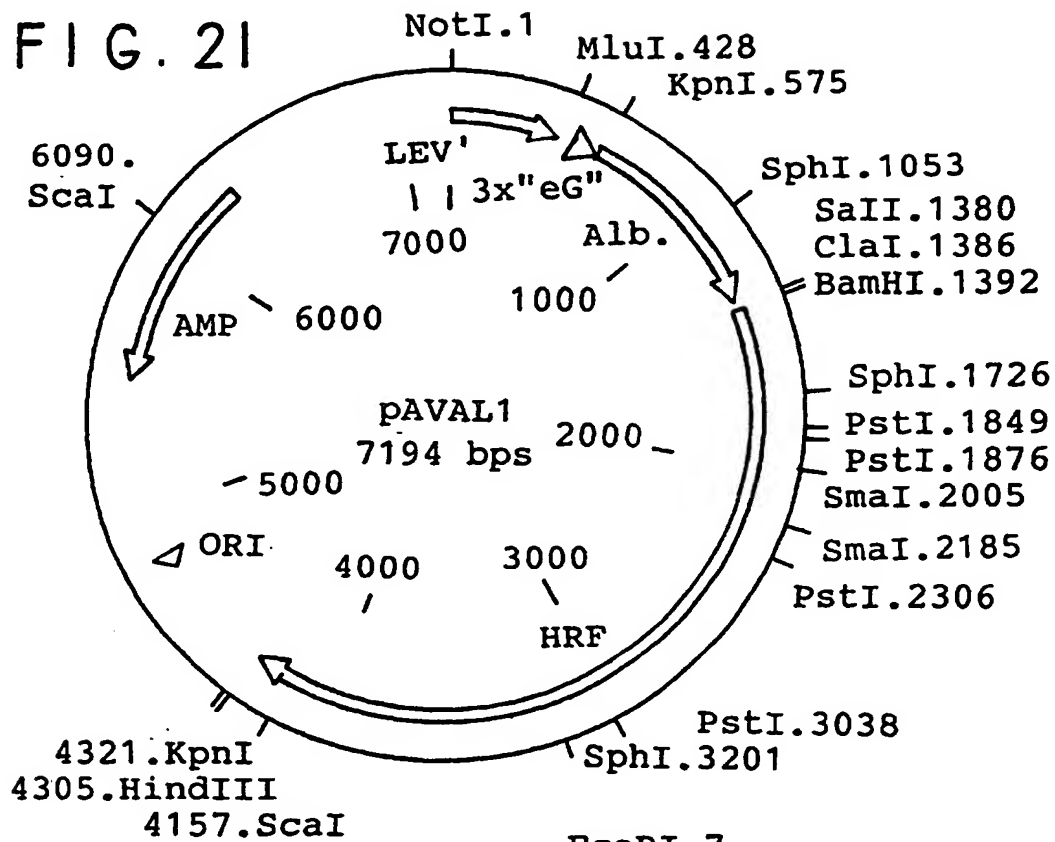 FIG. 21
NotI.1
MluI.428
KpnI.575
6090.
ScaI
LEV'
3x"eG"
SphI.1053
SaII.1380
ClaI.1386
BamHI.1392
7000
Alb.
1000
AMP
6000
SphI.1726
pAVAL1
7194 bps
2000
PstI.1849
PstI.1876
SmaI.2005
5000
ORI
4000
3000
SmaI.2185
PstI.2306
HRF
PstI.3038
SphI.3201
4321.KpnI
4305.HindIII
4157.ScaI